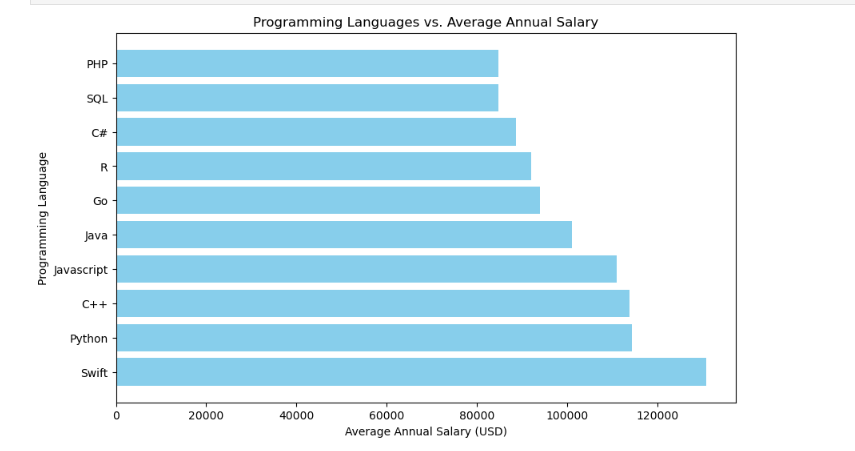 Programming Languages vs. Average Annual Salary
Programming Language
PHP
SQL
C#
R
Go
Java
Javascript
C++
Python
Swift
0 20000 40000 60000 80000 100000 120000
Average Annual Salary (USD)